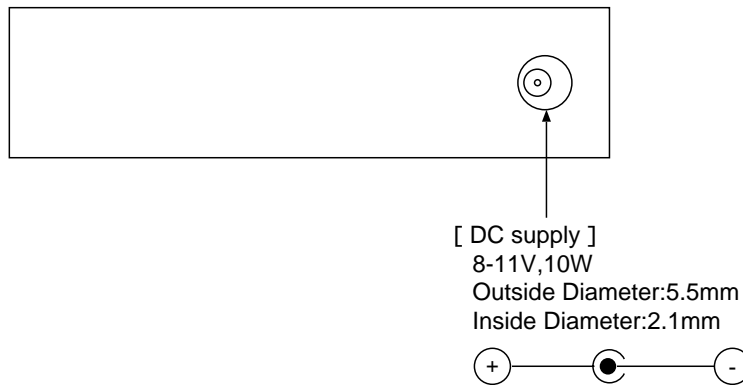 [ DC supply ]
8-11V,10W
Outside Diameter:5.5mm
Inside Diameter:2.1mm
+ -